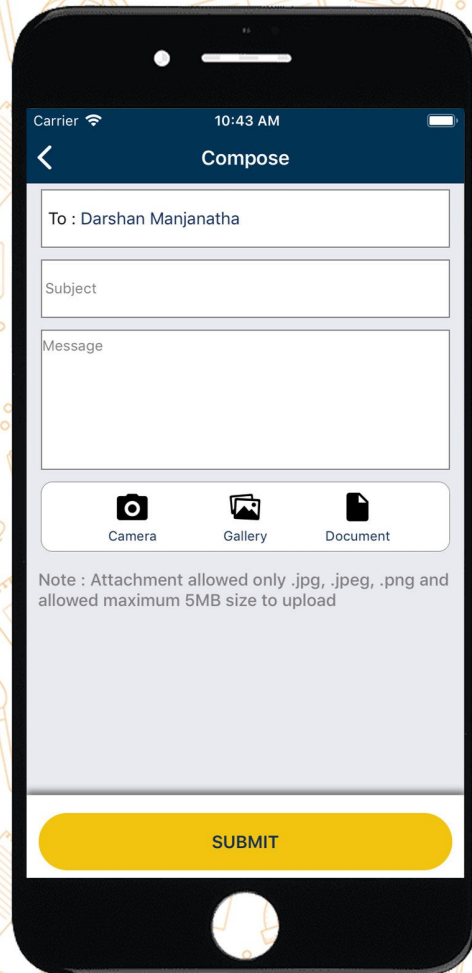 Carrier 10:43 AM
Compose
To : Darshan Manjanatha
Subject
Message
Camera Gallery Document
Note : Attachment allowed only .jpg, .jpeg, .png and
allowed maximum 5MB size to upload
SUBMIT